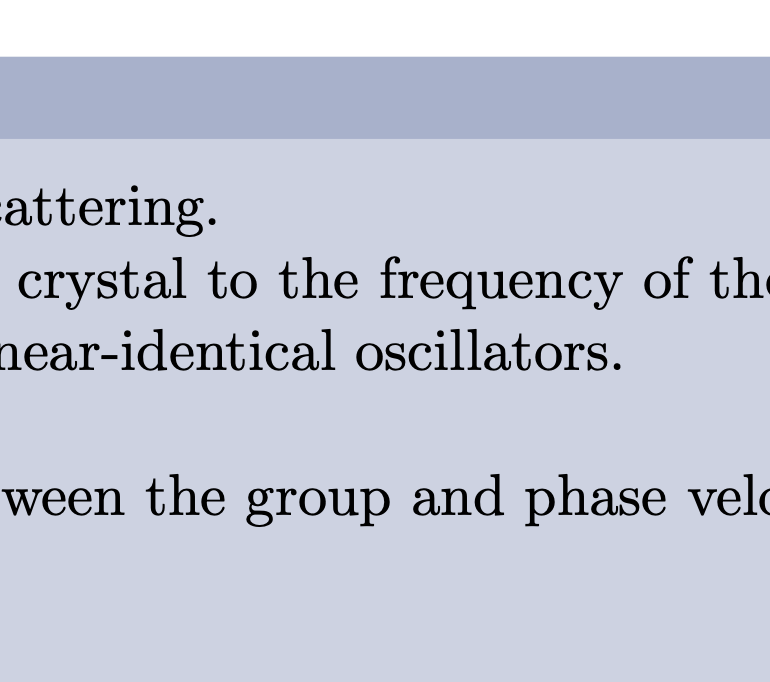 cattering.
crystal to the frequency of the
near-identical oscillators.
ween the group and phase velo